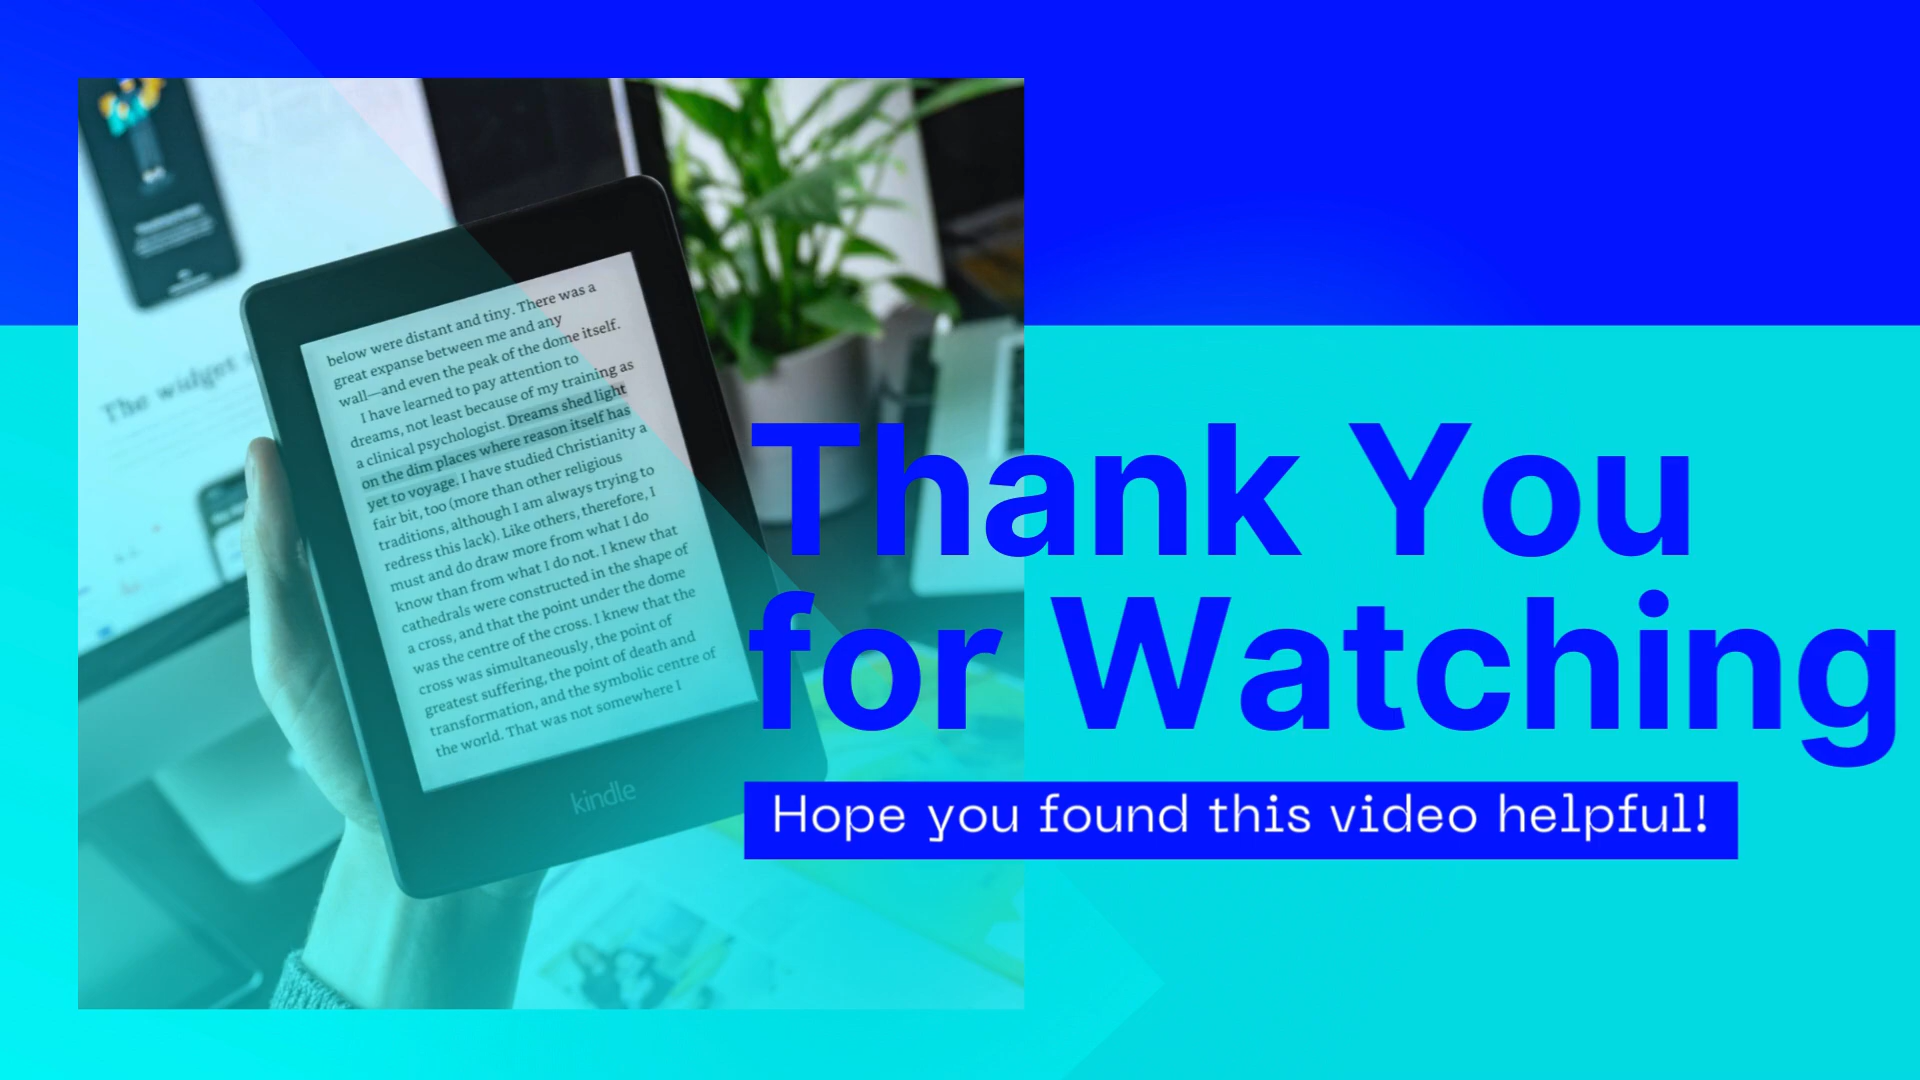 The widget
below were distant and tiny. There was a
great expanse between me and any
wall—and even the peak of the dome itself.
I have learned to pay attention to
dreams, not least because of my training as
a clinical psychologist. Dreams shed light
on the dim places where reason itself has
yet to voyage. I have studied Christianity a
fair bit, too (more than other religious
traditions, although I am always trying to
redress this lack). Like others, therefore, I
must and do draw more from what I do
know than from what I do not. I knew that
cathedrals were constructed in the shape of
a cross, and that the point under the dome
was the centre of the cross. I knew that the
cross was simultaneously, the point of
greatest suffering, the point of death and
transformation, and the symbolic centre of
the world. That was not somewhere I
kindle
Thank You
for Watching
Hope you found this video helpful!